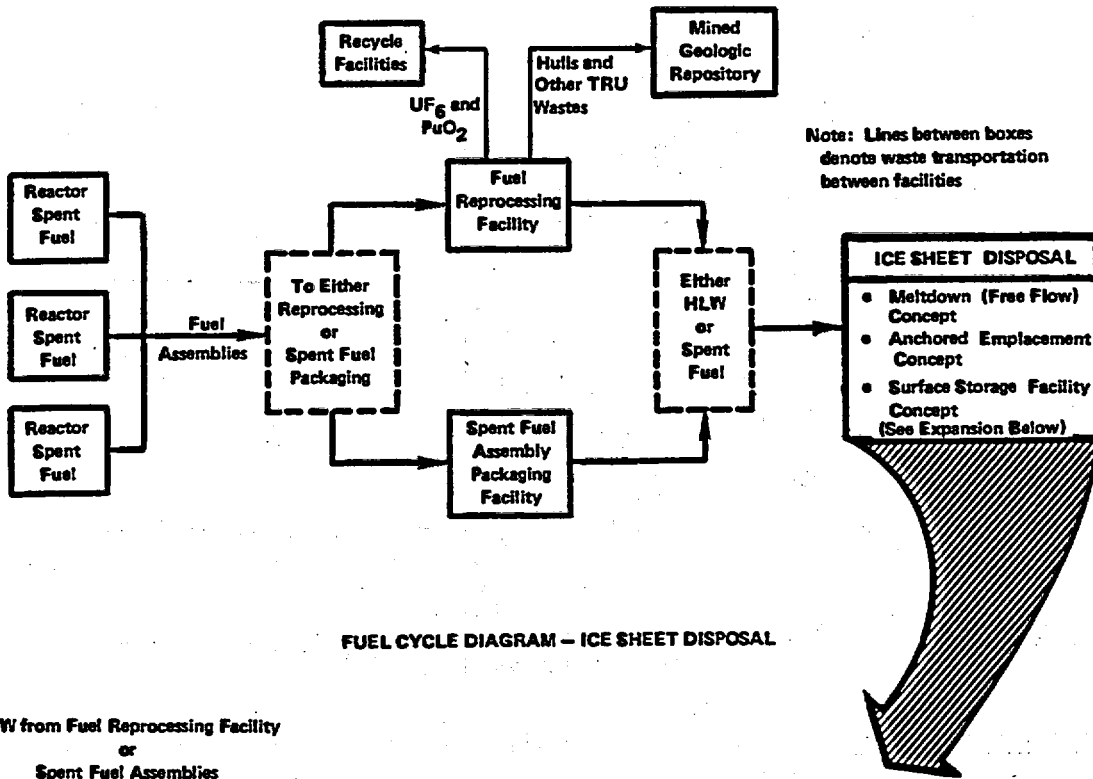 Recycle
Facilities
Mined
Geologic
Repository
Hulls and
Other TRU
Wastes
UF6 and
PuO2
Note: Lines between boxes
denote waste transportation
between facilities
Reactor
Spent
Fuel
Fuel
Reprocessing
Facility
ICE SHEET DISPOSAL
• Meltdown (Free Flow)
Concept
• Anchored Emplacement
Concept
• Surface Storage Facility
Concept
(See Expansion Below)
To Either
Reprocessing
or
Spent Fuel
Packaging
Either
HLW
or
Spent
Fuel
Reactor
Spent
Fuel
Fuel
Assemblies
Reactor
Spent
Fuel
Spent Fuel
Assembly
Packaging
Facility
FUEL CYCLE DIAGRAM – ICE SHEET DISPOSAL
W from Fuel Reprocessing Facility
or
Spent Fuel Assemblies